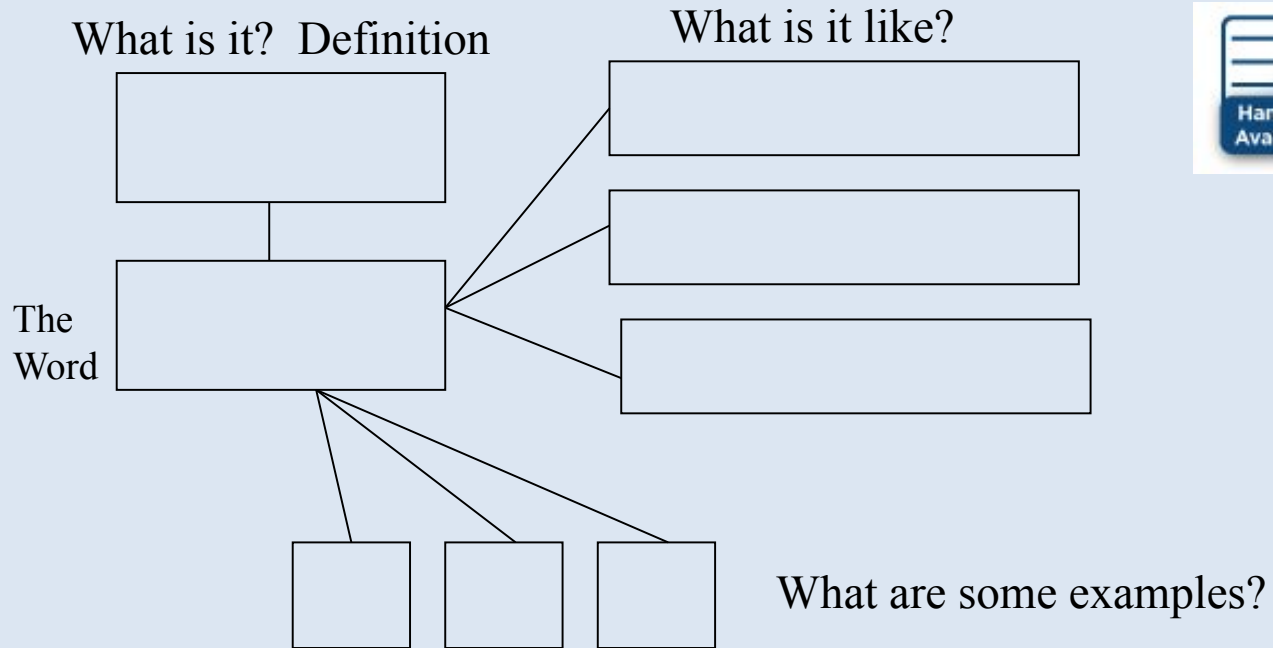 What is it? Definition
What is it like?
The
Word
What are some examples?